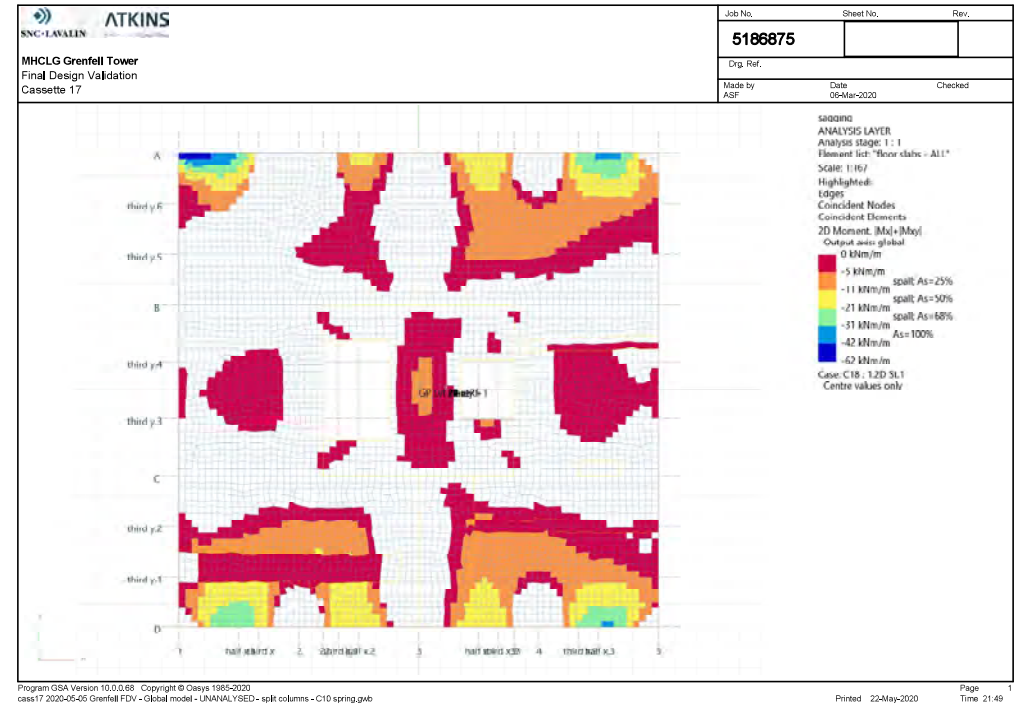 SNC·LAVALIN
ATKINS
MHCLG Grenfell Tower
Final Design Validation
Cassette 17
Job No.
Sheet No.
Rev.
5186875
Drg. Ref.
Made by
ASF
Date
06-Mar-2020
Checked
sagging
ANALYSIS LAYER
Analysis stage: 1 : 1
Element list: "floor slabs - ALL"
Scale: 1:167
Highlighted:
Edges
Coincident Nodes
Coincident Elements
2D Moment, |Mx|+|Mxy|
Output axis: global
0 kNm/m
-5 kNm/m
spall; As=25%
-11 kNm/m
spall; As=50%
-21 kNm/m
spall; As=68%
-31 kNm/m
As=100%
-42 kNm/m
-62 kNm/m
Case: C18 : 1.2D SL1
Centre values only
A
third y.6
third y.5
B
third y.4
third y.3
C
third y.2
third y.1
D
1
2
3
4
5
Program GSA Version 10.0.0.68 Copyright © Oasys 1985-2020
cass17 2020-05-05 Grenfell FDV - Global model - UNANALYSED - split columns - C10 spring.gwb
Page 1
Printed 22-May-2020 Time 21:49